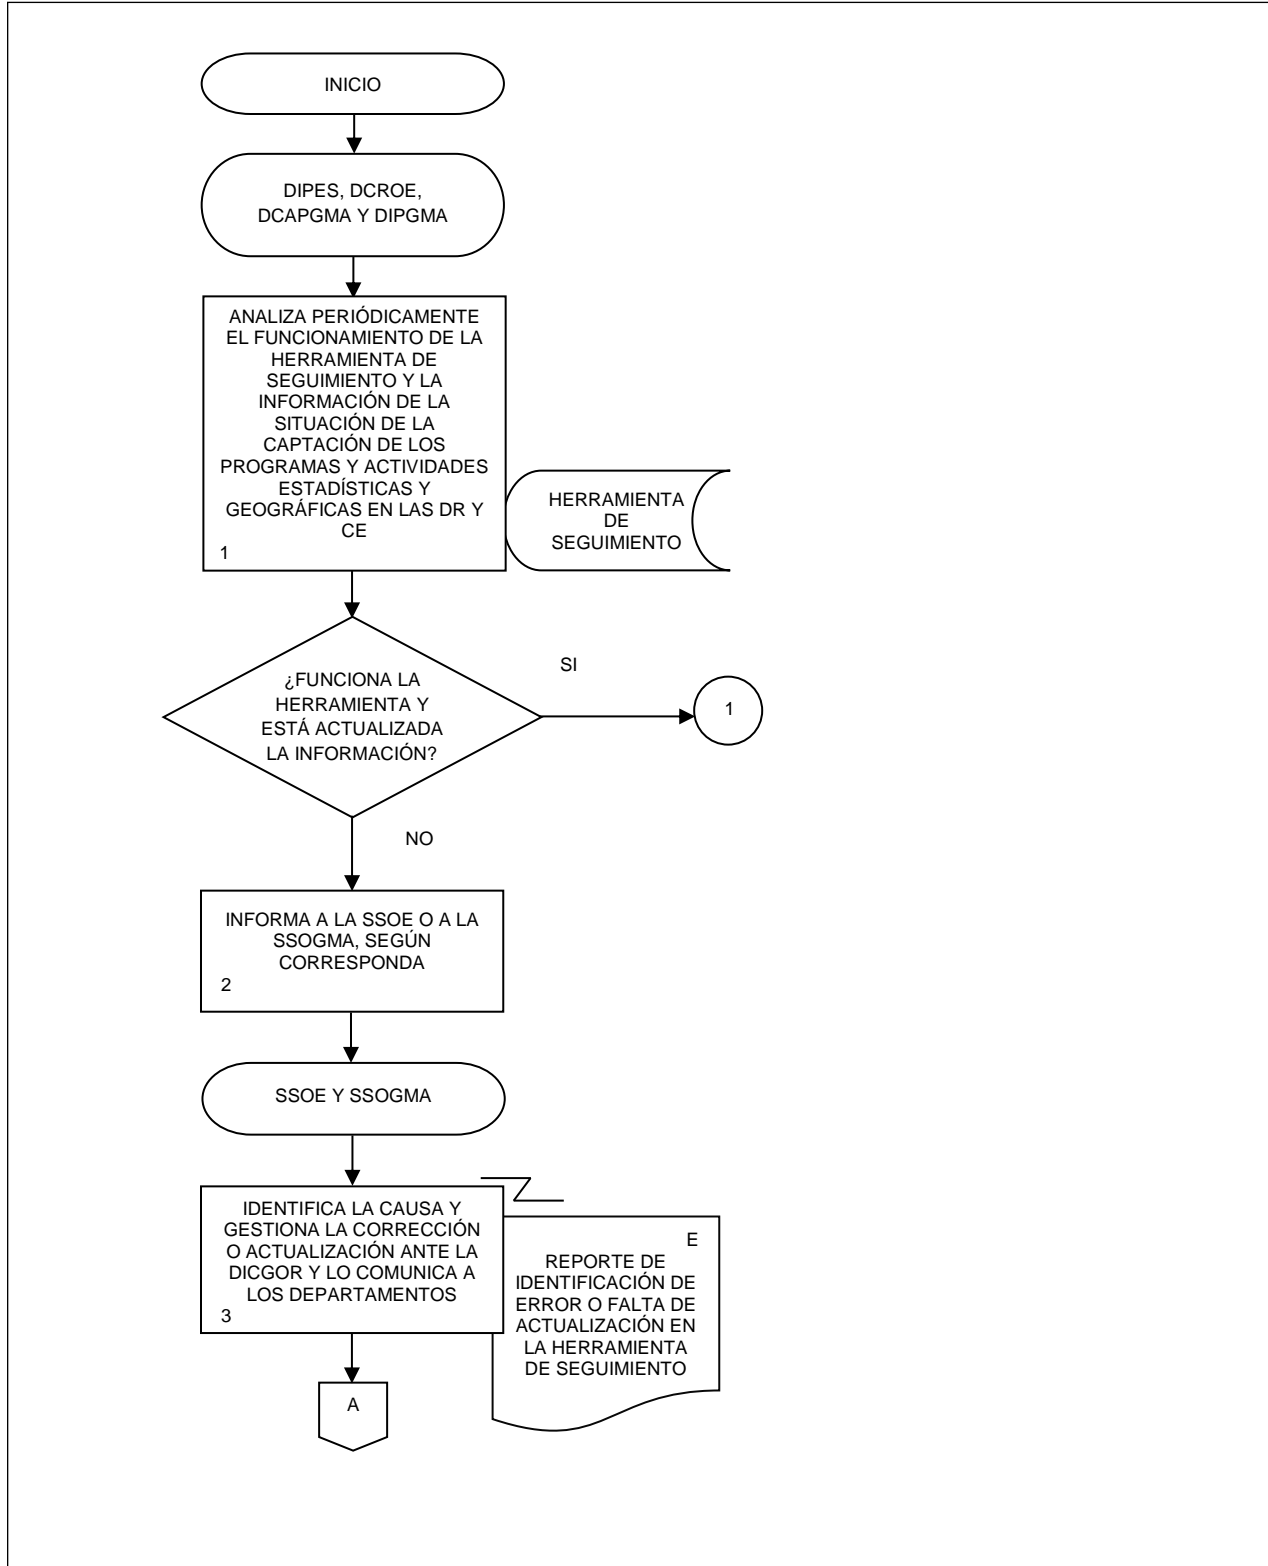 INICIO
DIPES, DCROE,
DCAPGMA Y DIPGMA
ANALIZA PERIÓDICAMENTE
EL FUNCIONAMIENTO DE LA
HERRAMIENTA DE
SEGUIMIENTO Y LA
INFORMACIÓN DE LA
SITUACIÓN DE LA
CAPTACIÓN DE LOS
PROGRAMAS Y ACTIVIDADES
ESTADÍSTICAS Y
GEOGRÁFICAS EN LAS DR Y
CE
1
HERRAMIENTA
DE
SEGUIMIENTO
¿FUNCIONA LA
HERRAMIENTA Y
ESTÁ ACTUALIZADA
LA INFORMACIÓN?
SI
1
NO
INFORMA A LA SSOE O A LA
SSOGMA, SEGÚN
CORRESPONDA
2
SSOE Y SSOGMA
IDENTIFICA LA CAUSA Y
GESTIONA LA CORRECCIÓN
O ACTUALIZACIÓN ANTE LA
DICGOR Y LO COMUNICA A
LOS DEPARTAMENTOS
3
E
REPORTE DE
IDENTIFICACIÓN DE
ERROR O FALTA DE
ACTUALIZACIÓN EN
LA HERRAMIENTA
DE SEGUIMIENTO
A